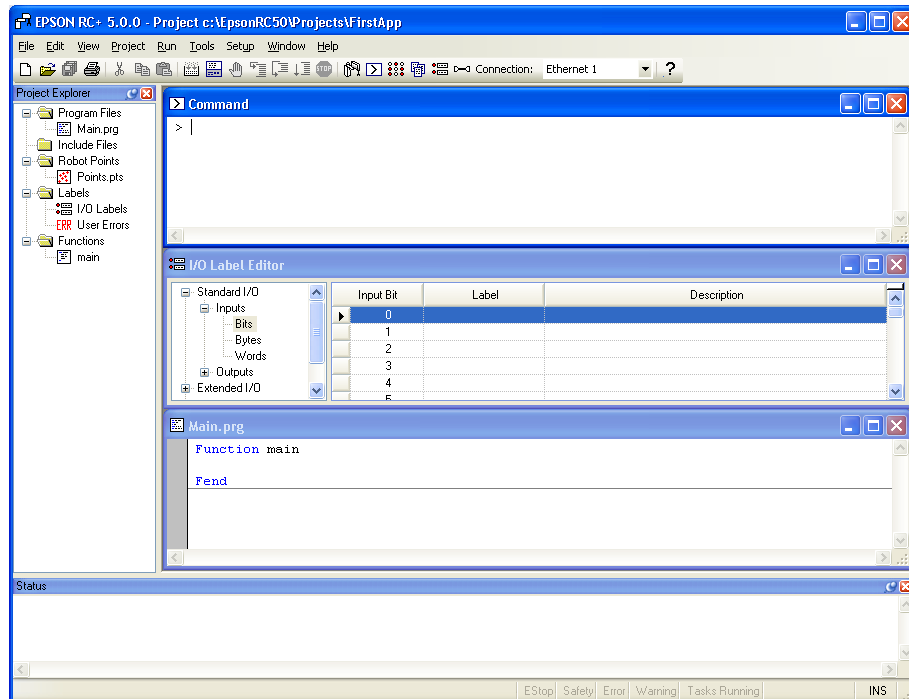 EPSON RC+ 5.0.0 - Project c:\EpsonRC50\Projects\FirstApp
File Edit View Project Run Tools Setup Window Help
STOP Connection: Ethernet 1 ?
Project Explorer
Program Files
Main.prg
Include Files
Robot Points
Points.pts
Labels
I/O Labels
ERR User Errors
Functions
main
Command
>
I/O Label Editor
Standard I/O
Inputs
Bits
Bytes
Words
Outputs
Extended I/O
Input Bit Label Description
0
1
2
3
4
5
Main.prg
Function main
Fend
Status
EStop Safety Error Warning Tasks Running INS